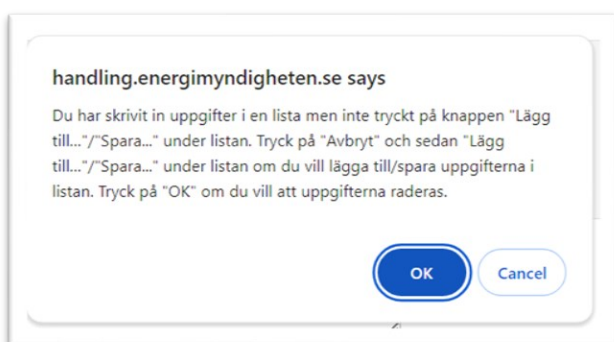 handling.energimyndigheten.se says
Du har skrivit in uppgifter i en lista men inte tryckt på knappen "Lägg
till..."/"Spara..." under listan. Tryck på "Avbryt" och sedan "Lägg
till..."/"Spara..." under listan om du vill lägga till/spara uppgifterna i
listan. Tryck på "OK" om du vill att uppgifterna raderas.
OK
Cancel